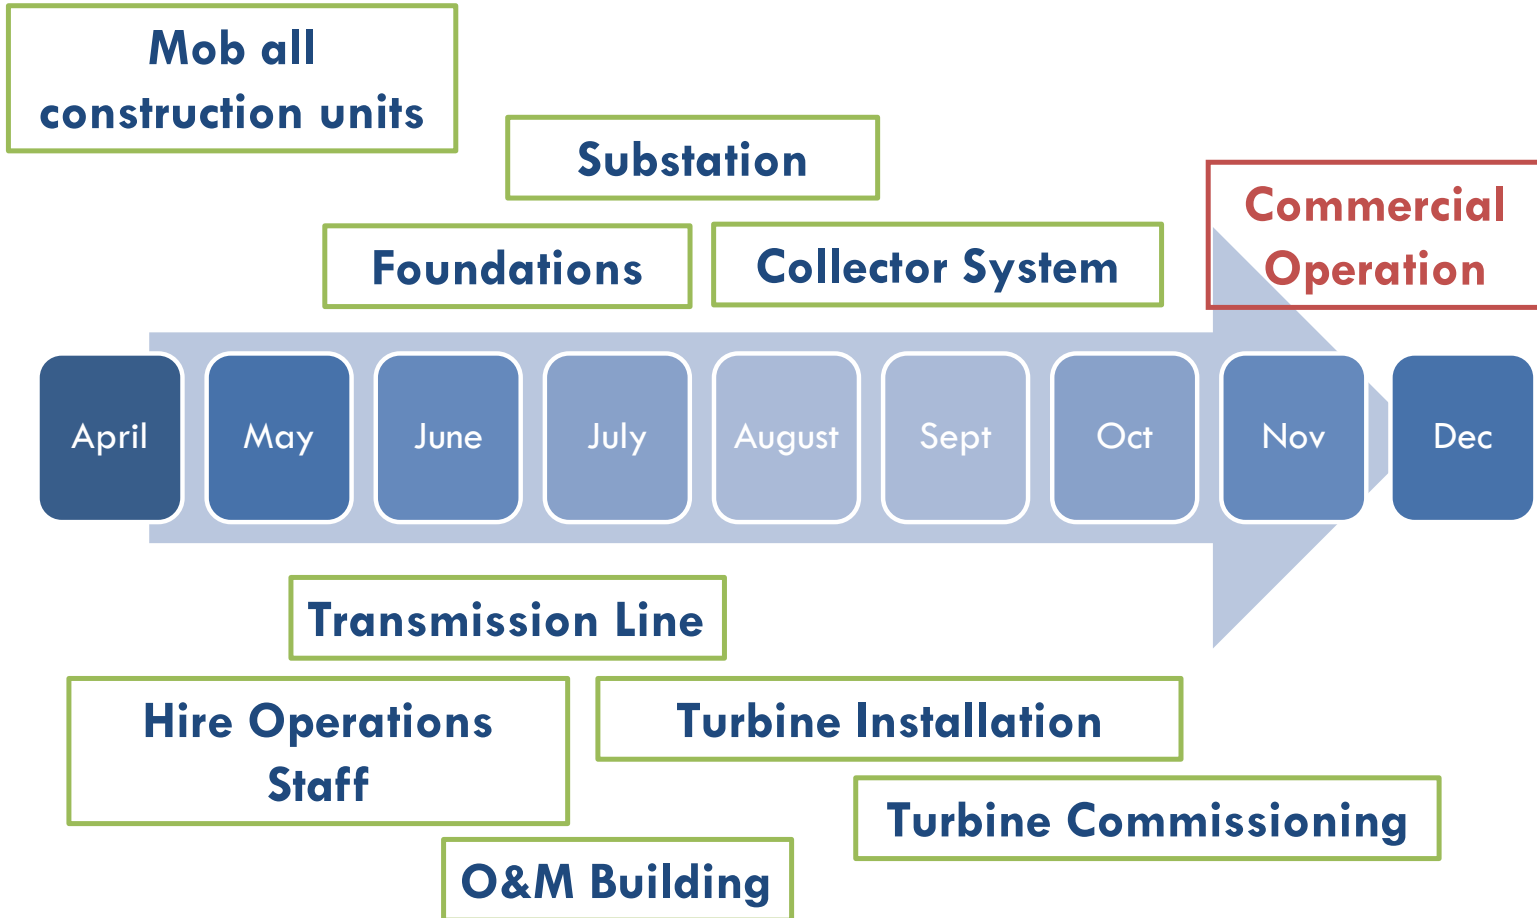 Mob all
construction units
Substation
Commercial
Operation
Foundations
Collector System
April
May
June
July
August
Sept
Oct
Nov
Dec
Transmission Line
Hire Operations
Staff
Turbine Installation
Turbine Commissioning
O&M Building